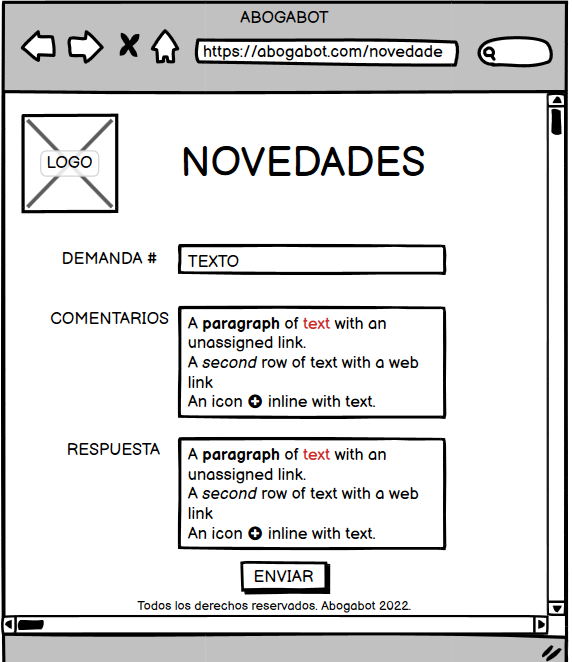 ABOGABOT
https://abogabot.com/novedade
LOGO
NOVEDADES
DEMANDA #
TEXTO
COMENTARIOS
A paragraph of text with an
unassigned link.
A second row of text with a web
link
An icon inline with text.
RESPUESTA
A paragraph of text with an
unassigned link.
A second row of text with a web
link
An icon inline with text.
ENVIAR
Todos los derechos reservados. Abogabot 2022.